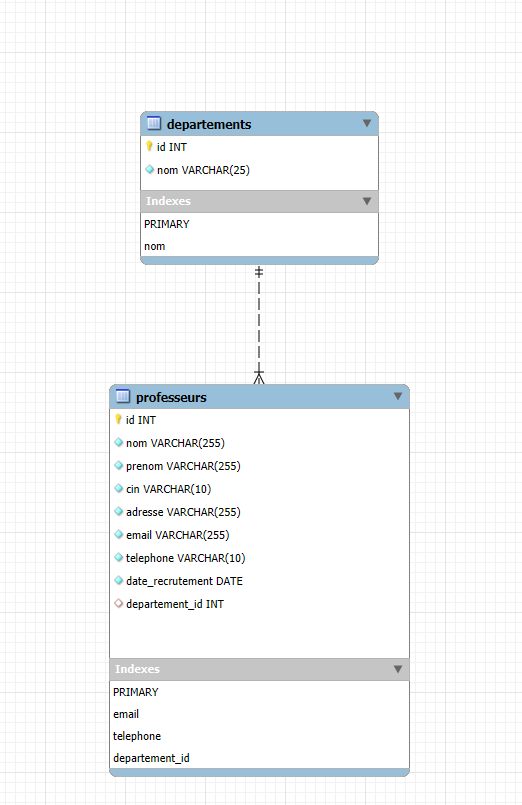 departements
id INT
nom VARCHAR(25)
Indexes
PRIMARY
nom
professeurs
id INT
nom VARCHAR(255)
prenom VARCHAR(255)
cin VARCHAR(10)
adresse VARCHAR(255)
email VARCHAR(255)
telephone VARCHAR(10)
date_recrutement DATE
departement_id INT
Indexes
PRIMARY
email
telephone
departement_id